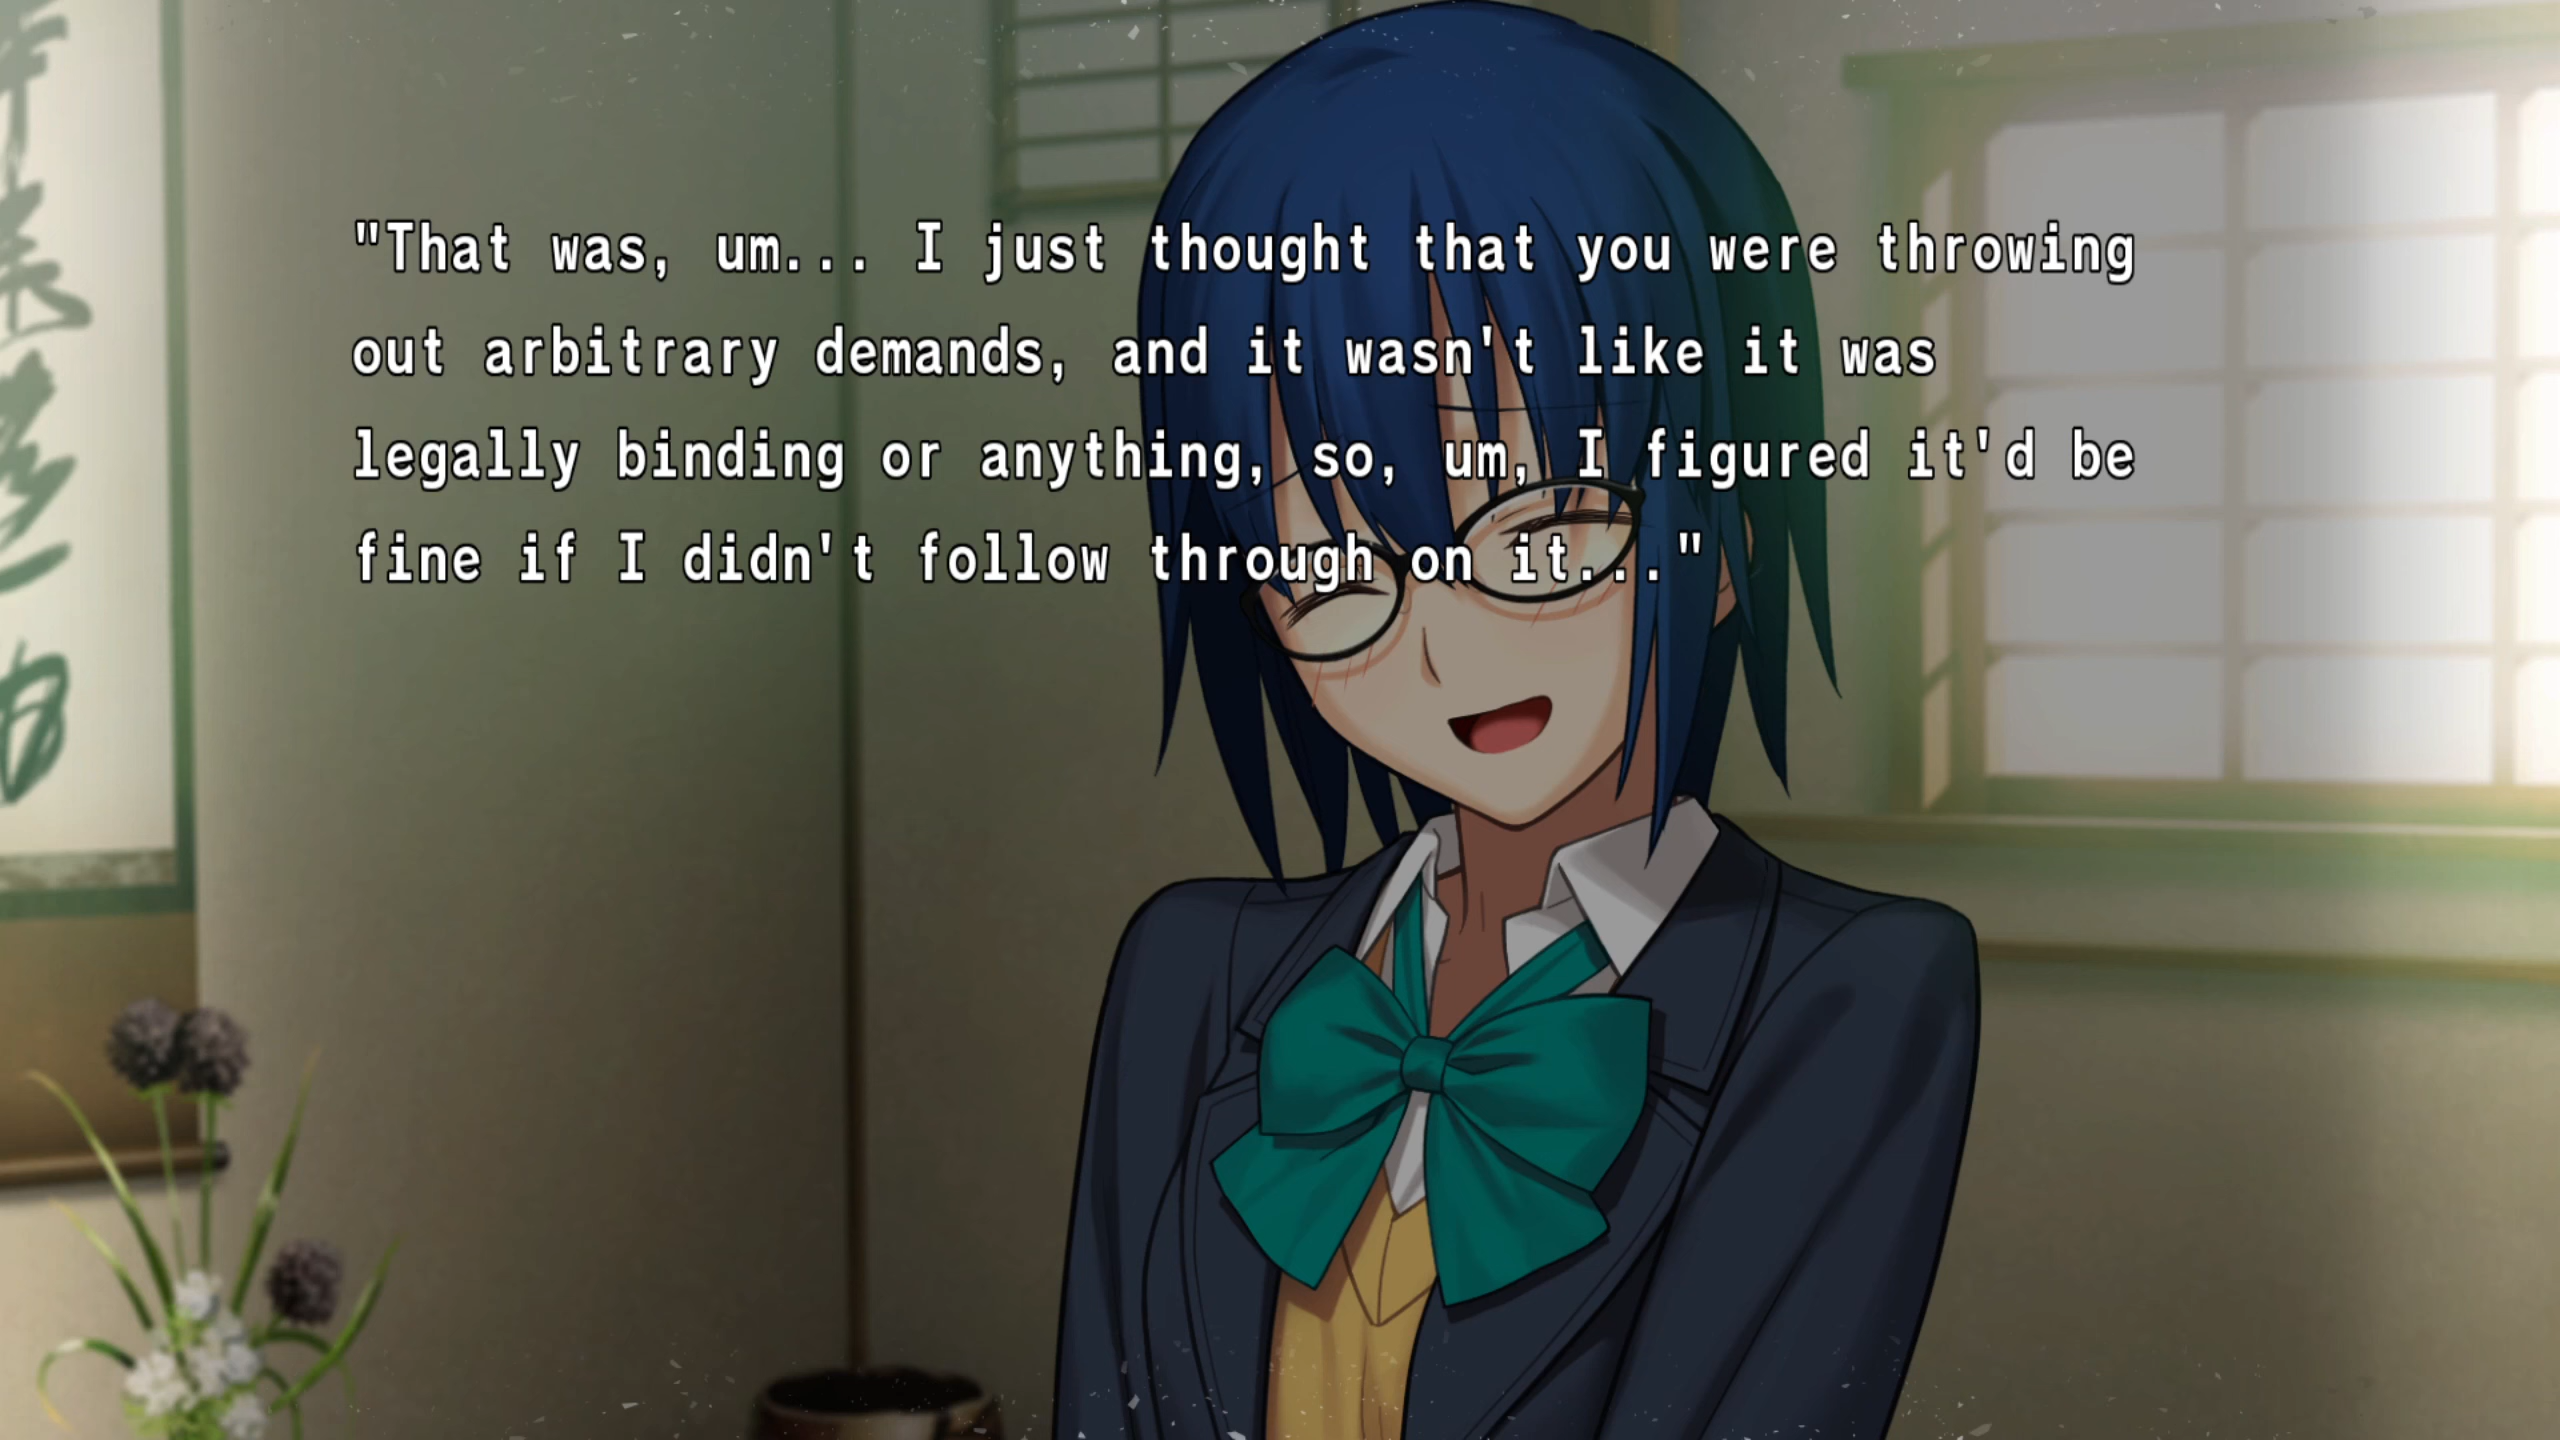 "That was, um... I just thought that you were throwing
out arbitrary demands, and it wasn't like it was
legally binding or anything, so, um, I figured it'd be
fine if I didn't follow through on it..."